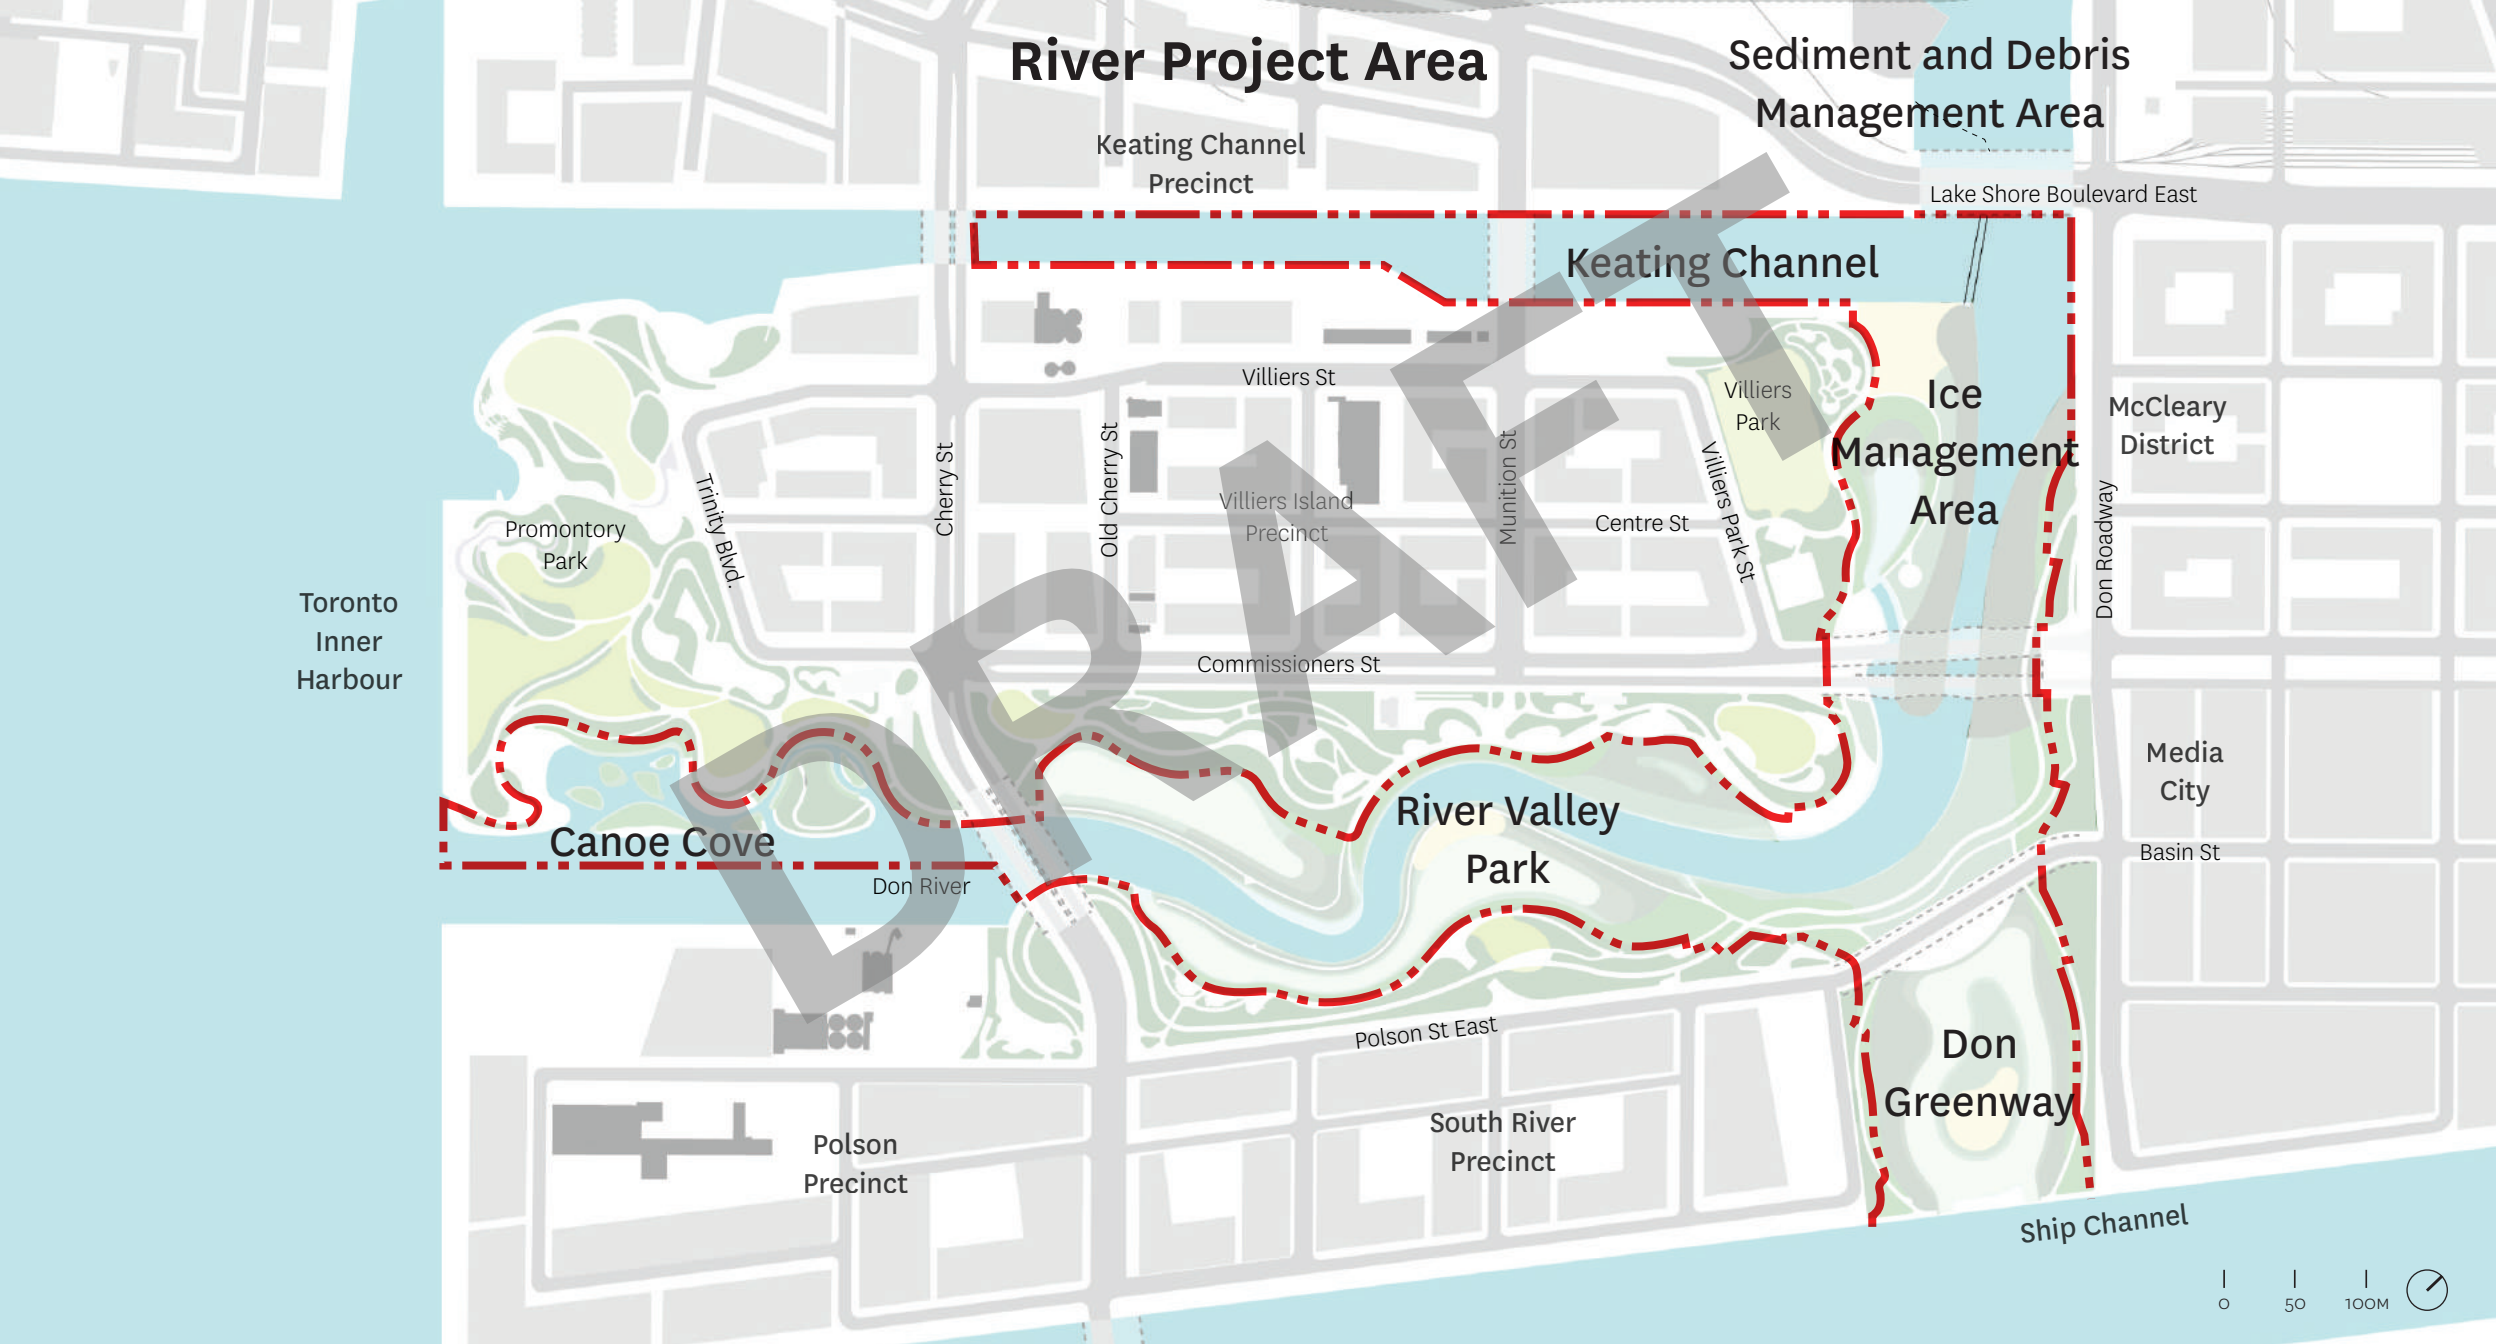 River Project Area
Sediment and Debris
Management Area
Keating Channel
Precinct
Lake Shore Boulevard East
Keating Channel
Villiers St
Villiers
Park
Ice
Management
Area
McCleary
District
Trinity Blvd.
Cherry St
Old Cherry St
Villiers Island
Precinct
Munition St
Centre St
Villiers Park St
Don Roadway
Promontory
Park
Toronto
Inner
Harbour
Commissioners St
DRAFT
Media
City
River Valley
Park
Canoe Cove
Don River
Basin St
Polson St East
Don
Greenway
South River
Precinct
Polson
Precinct
Ship Channel
0 50 100M